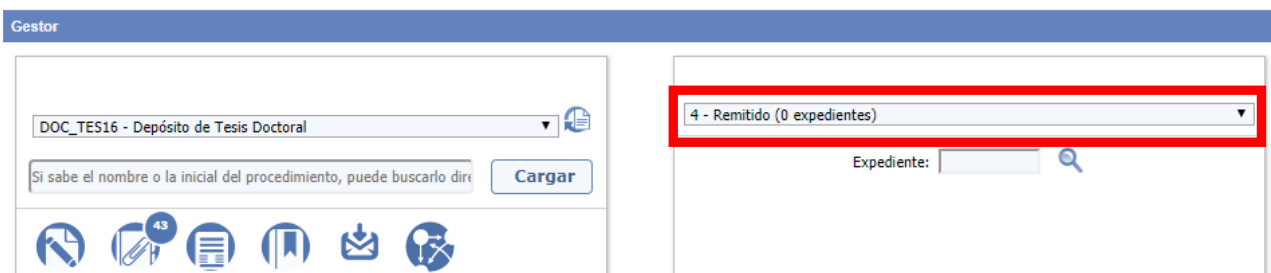 Gestor
DOC_TES16 - Depósito de Tesis Doctoral
Si sabe el nombre o la inicial del procedimiento, puede buscarlo dire
Cargar
43
4 - Remitido (0 expedientes)
Expediente: